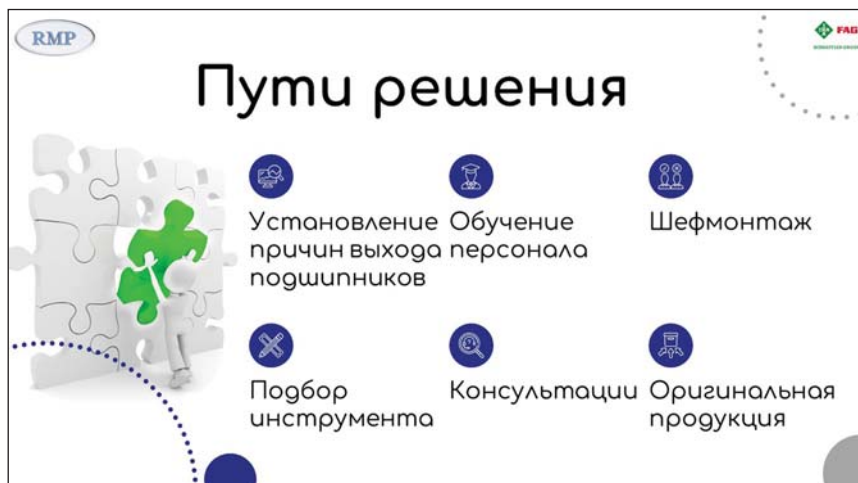 RMP
FAG
Пути решения
Установление
причин выхода
подшипников
Обучение
персонала
Шефмонтаж
Подбор
инструмента
Консультации
Оригинальная
продукция